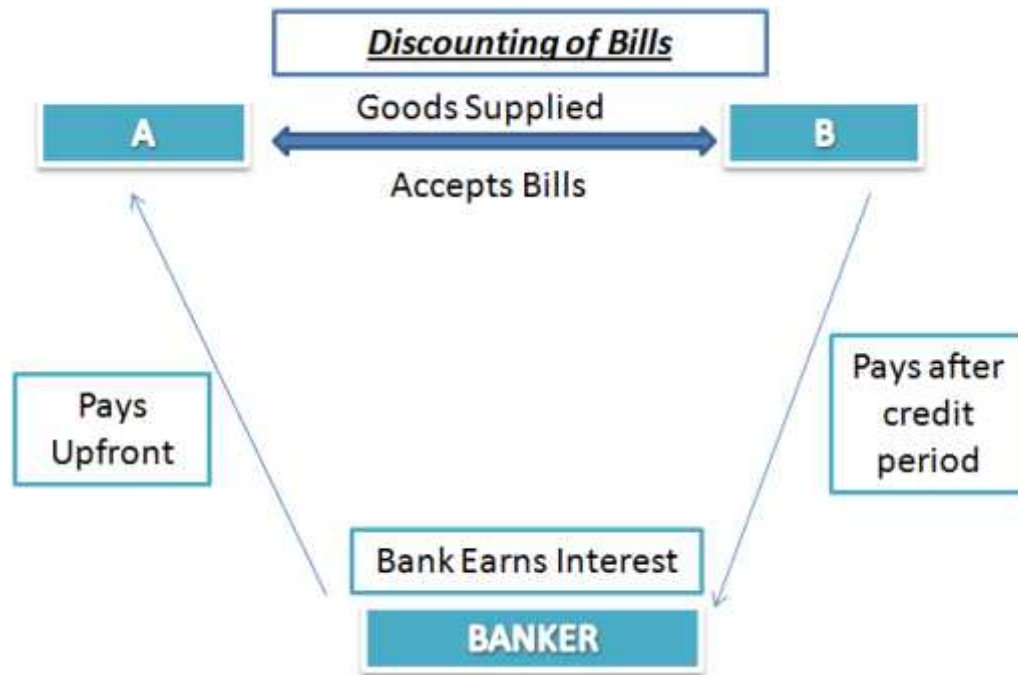 Discounting of Bills
Goods Supplied
A
B
Accepts Bills
Pays
Upfront
Pays after
credit
period
Bank Earns Interest
BANKER